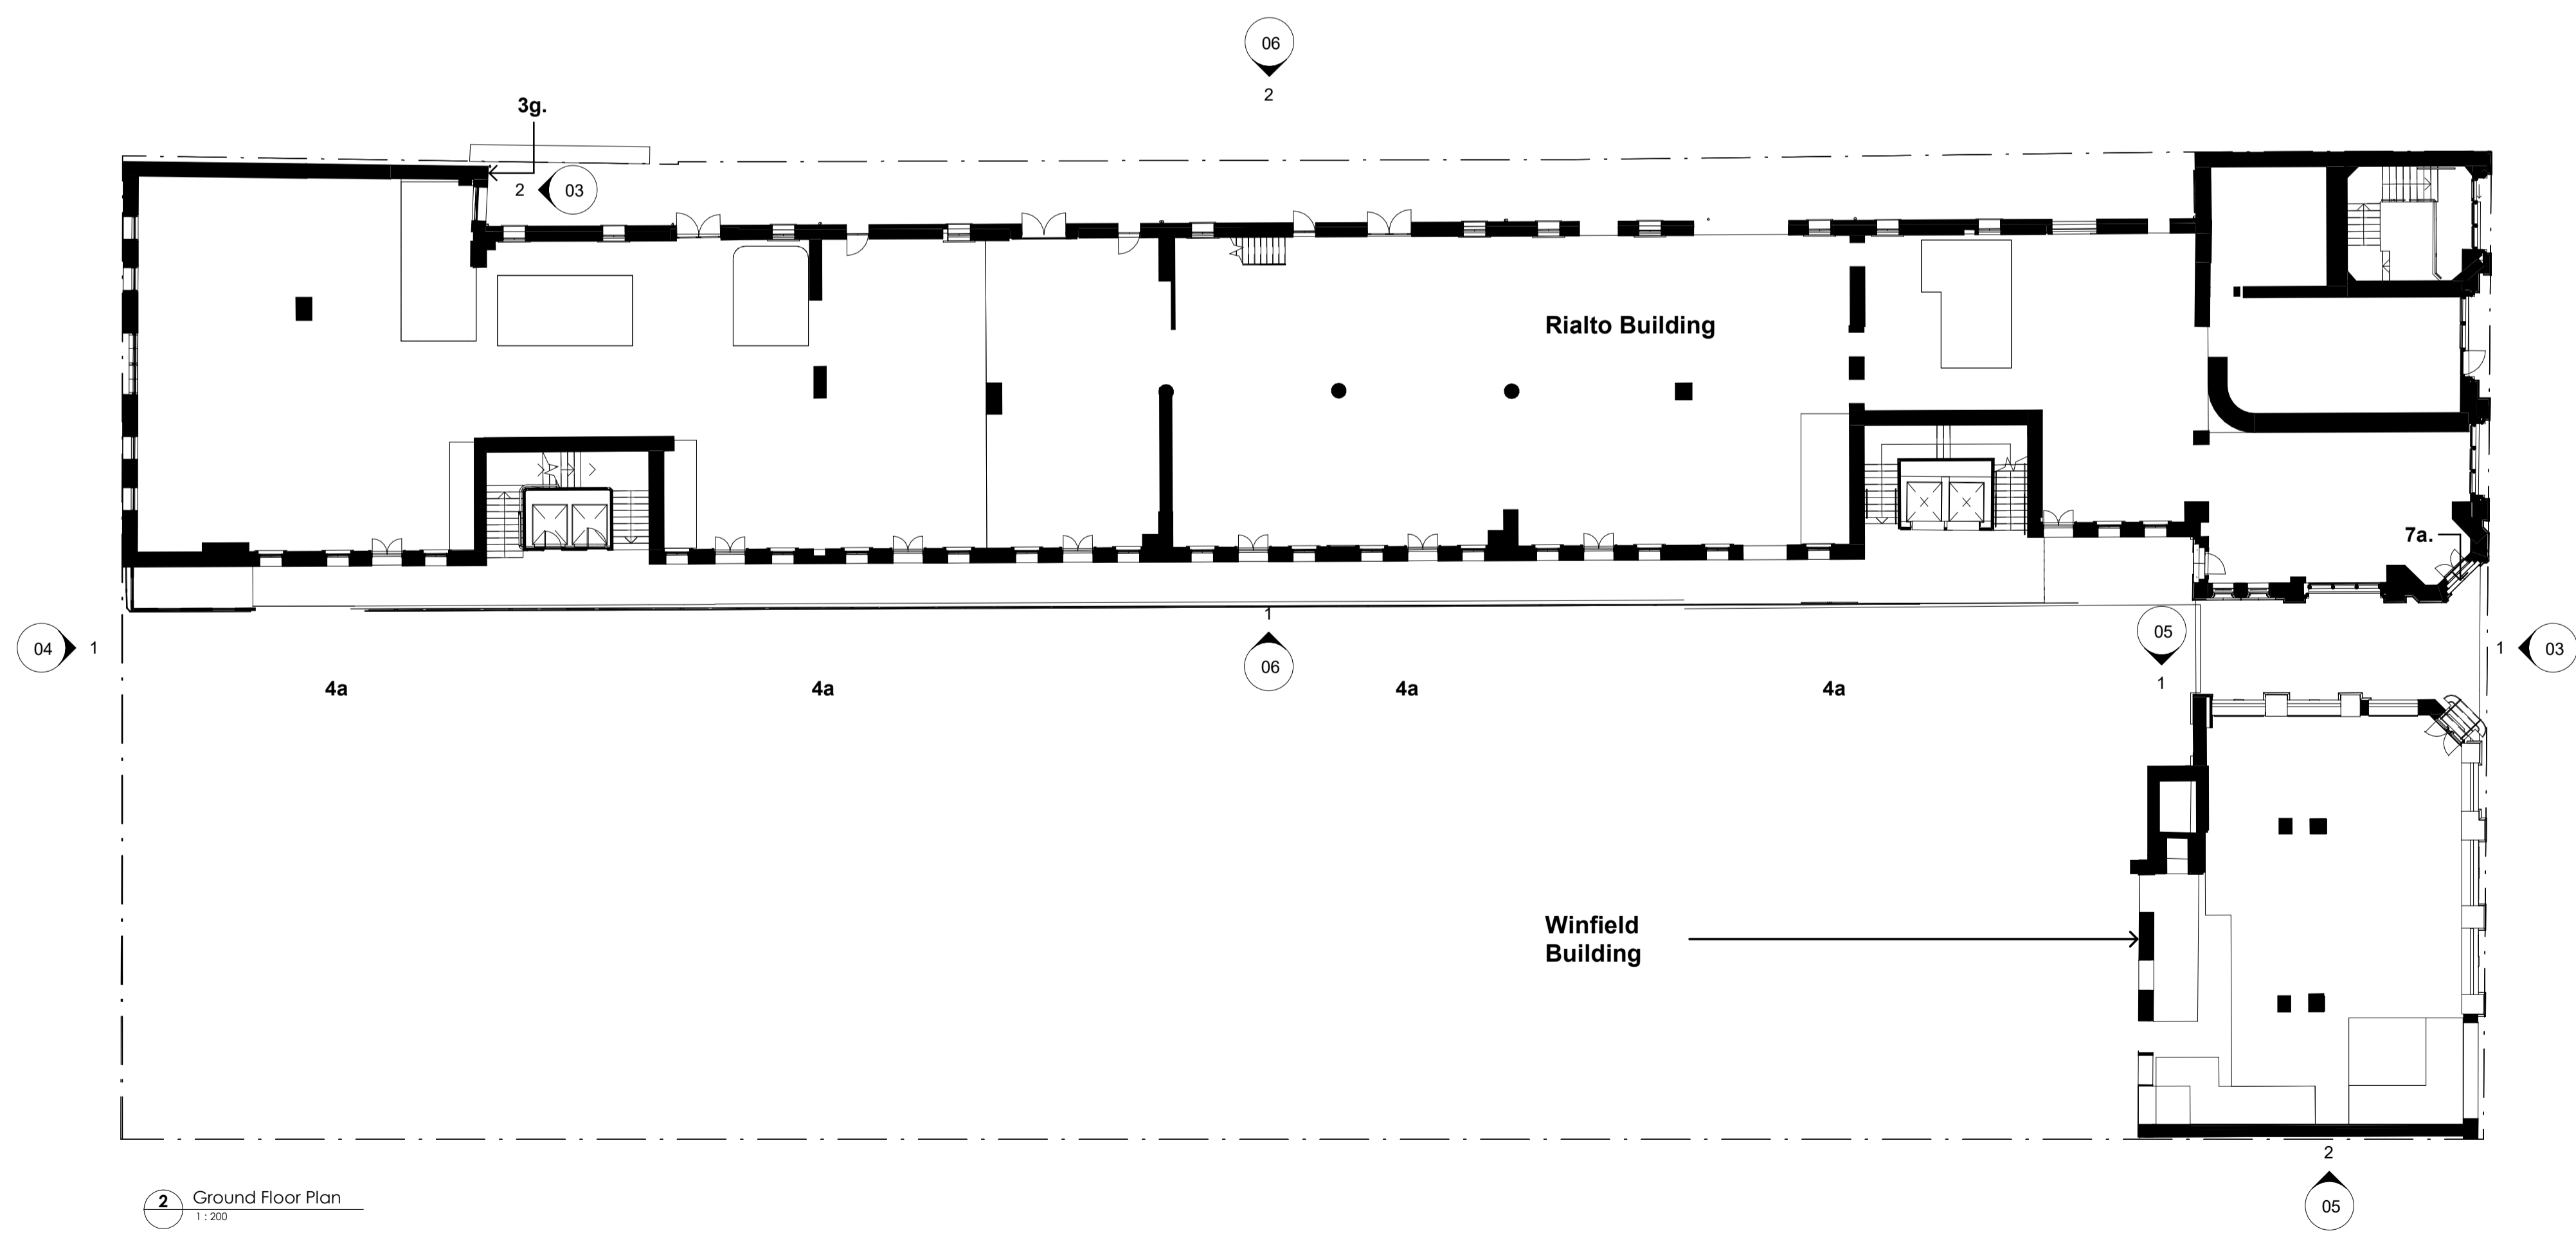 06
2
3g.
2
03
Rialto Building
7a.
1
06
04
1
05
1
1
03
4a
4a
4a
4a
Winfield
Building
2
05
2
Ground Floor Plan
1 : 200